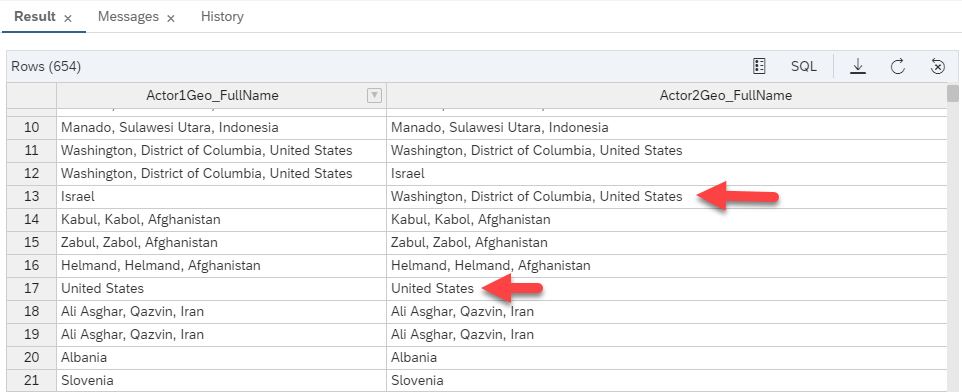 Result × Messages × History
Rows (654) SQL
Actor1Geo_FullName Actor2Geo_FullName
10 Manado, Sulawesi Utara, Indonesia Manado, Sulawesi Utara, Indonesia
11 Washington, District of Columbia, United States Washington, District of Columbia, United States
12 Washington, District of Columbia, United States Israel
13 Israel Washington, District of Columbia, United States
14 Kabul, Kabol, Afghanistan Kabul, Kabol, Afghanistan
15 Zabul, Zabol, Afghanistan Zabul, Zabol, Afghanistan
16 Helmand, Helmand, Afghanistan Helmand, Helmand, Afghanistan
17 United States United States
18 Ali Asghar, Qazvin, Iran Ali Asghar, Qazvin, Iran
19 Ali Asghar, Qazvin, Iran Ali Asghar, Qazvin, Iran
20 Albania Albania
21 Slovenia Slovenia